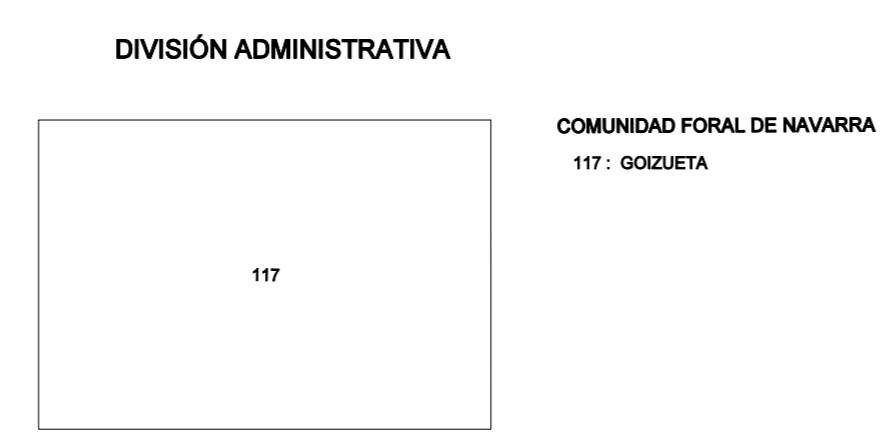 DIVISIÓN ADMINISTRATIVA
COMUNIDAD FORAL DE NAVARRA
117 : GOIZUETA
117